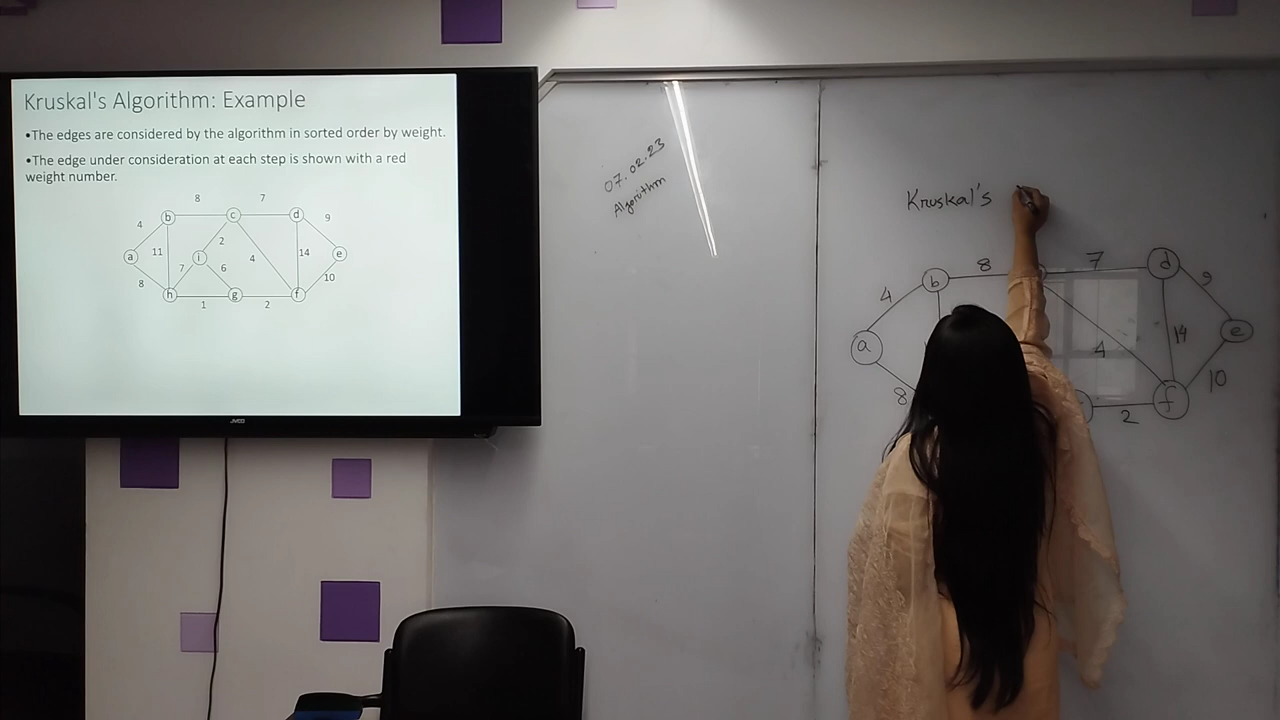 Kruskal's Algorithm: Example
•The edges are considered by the algorithm in sorted order by weight.
•The edge under consideration at each step is shown with a red
weight number.
8 7
4 b c d 9
2
a 11 i 4 14 e
7 6
8 10
h g f
1 2
JVCO
07.02.23
Algorithm
Kruskal's
8 7 d
4 b 9
a 4 14 e
8 10
2 f